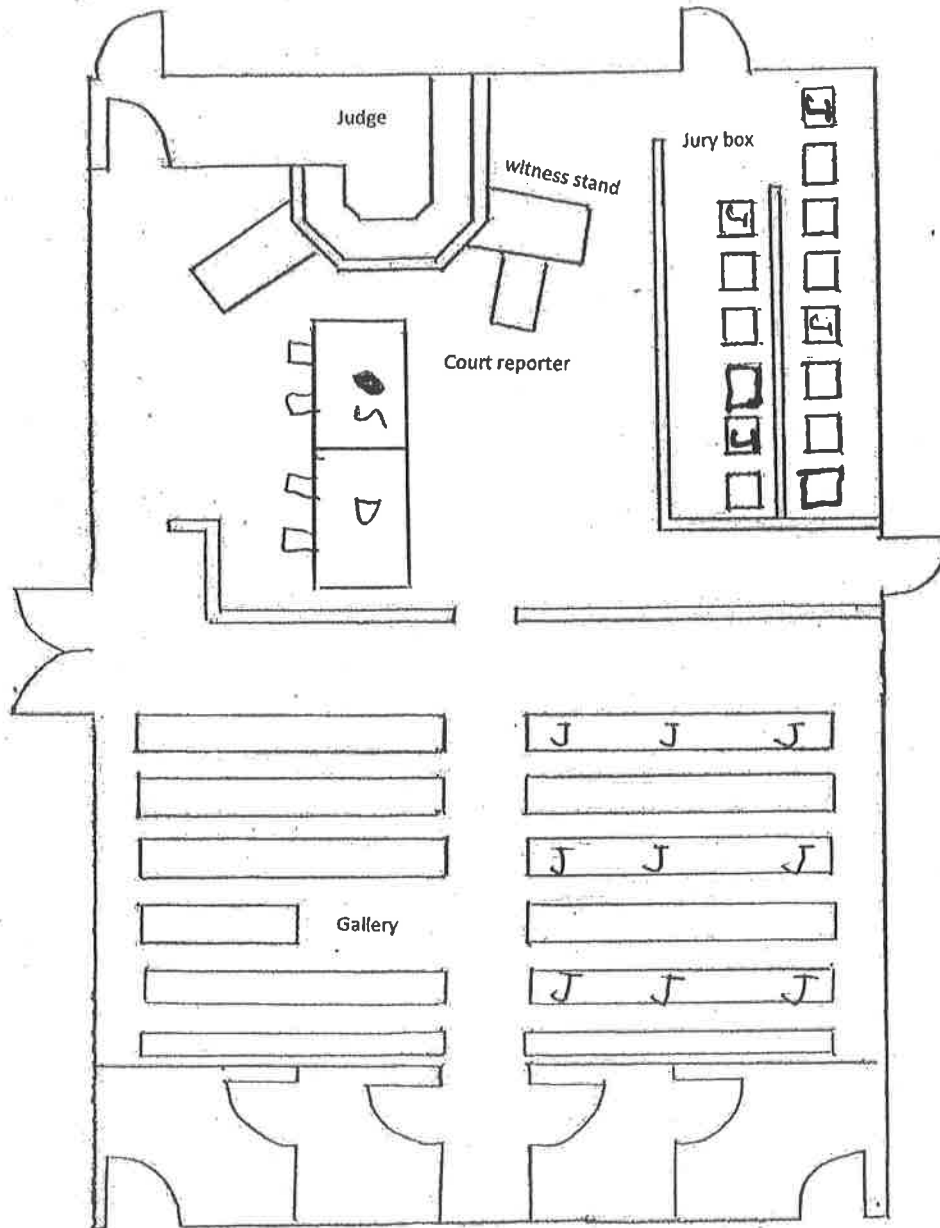 J
Judge
Jury box
witness stand
J
J
Court reporter
S
J
D
J J J
J J J
Gallery
J J J